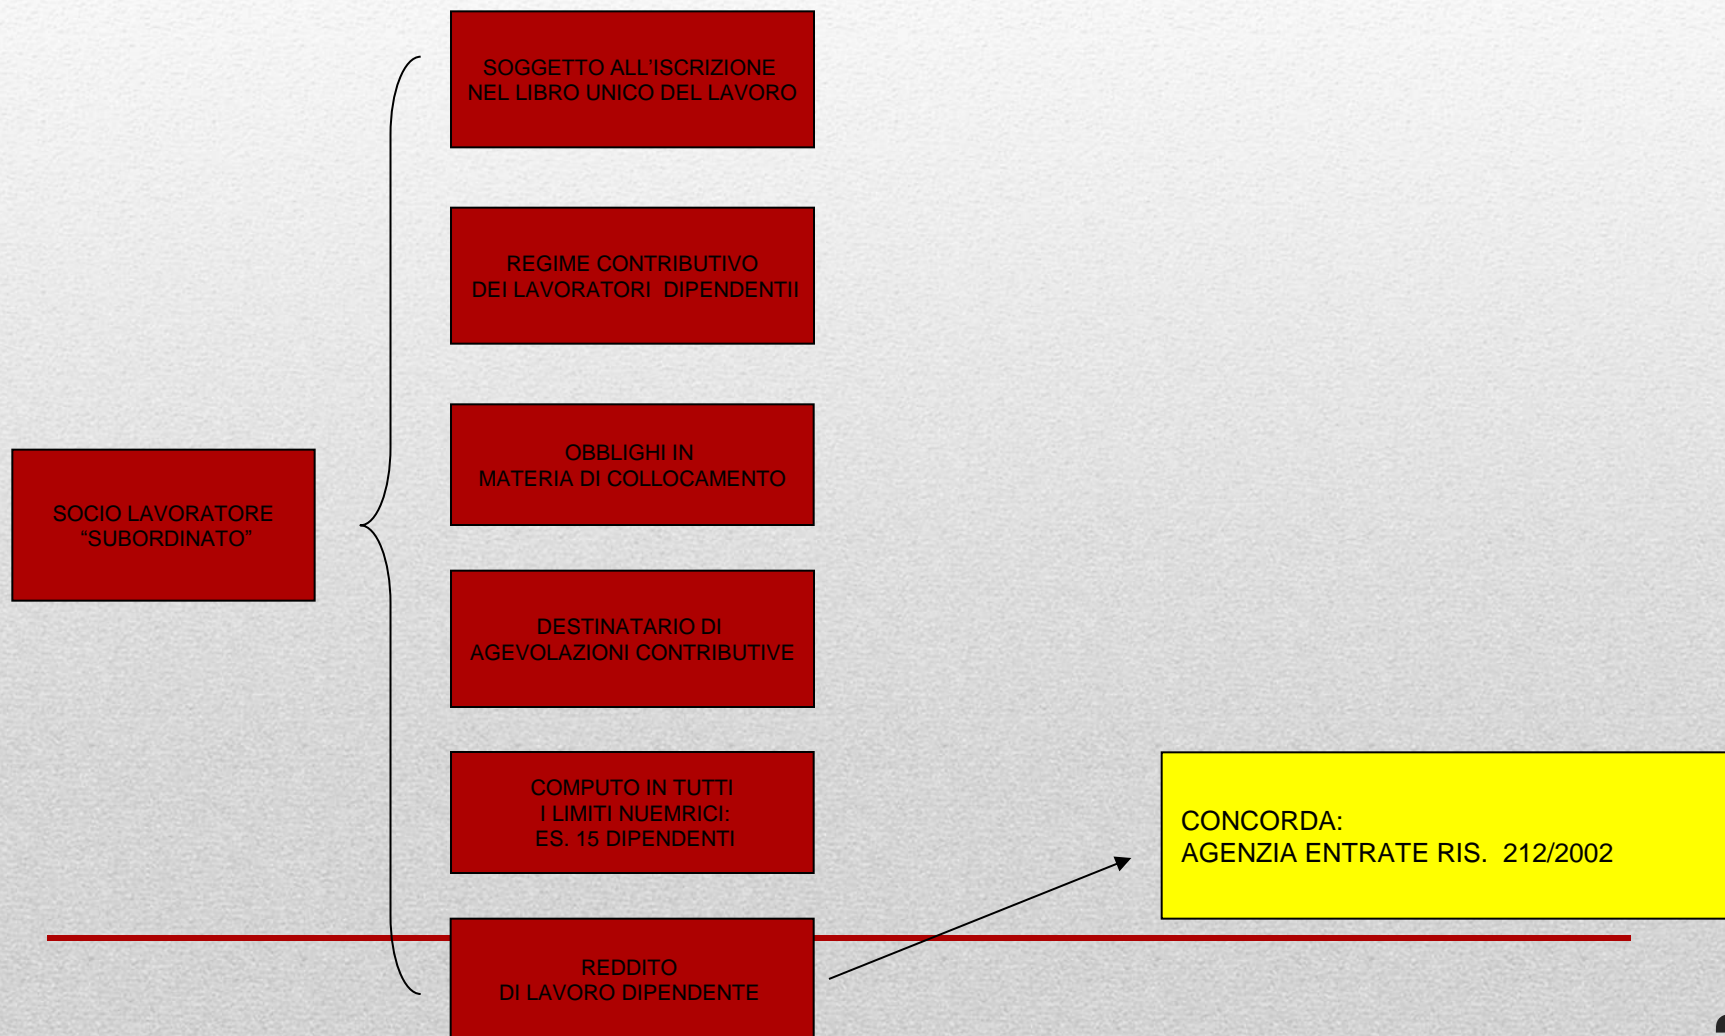 SOGGETTO ALL'ISCRIZIONE
NEL LIBRO UNICO DEL LAVORO
REGIME CONTRIBUTIVO
DEI LAVORATORI DIPENDENTII
OBBLIGHI IN
MATERIA DI COLLOCAMENTO
SOCIO LAVORATORE
“SUBORDINATO”
DESTINATARIO DI
AGEVOLAZIONI CONTRIBUTIVE
COMPUTO IN TUTTI
I LIMITI NUEMRICI:
ES. 15 DIPENDENTI
CONCORDA:
AGENZIA ENTRATE RIS. 212/2002
REDDITO
DI LAVORO DIPENDENTE